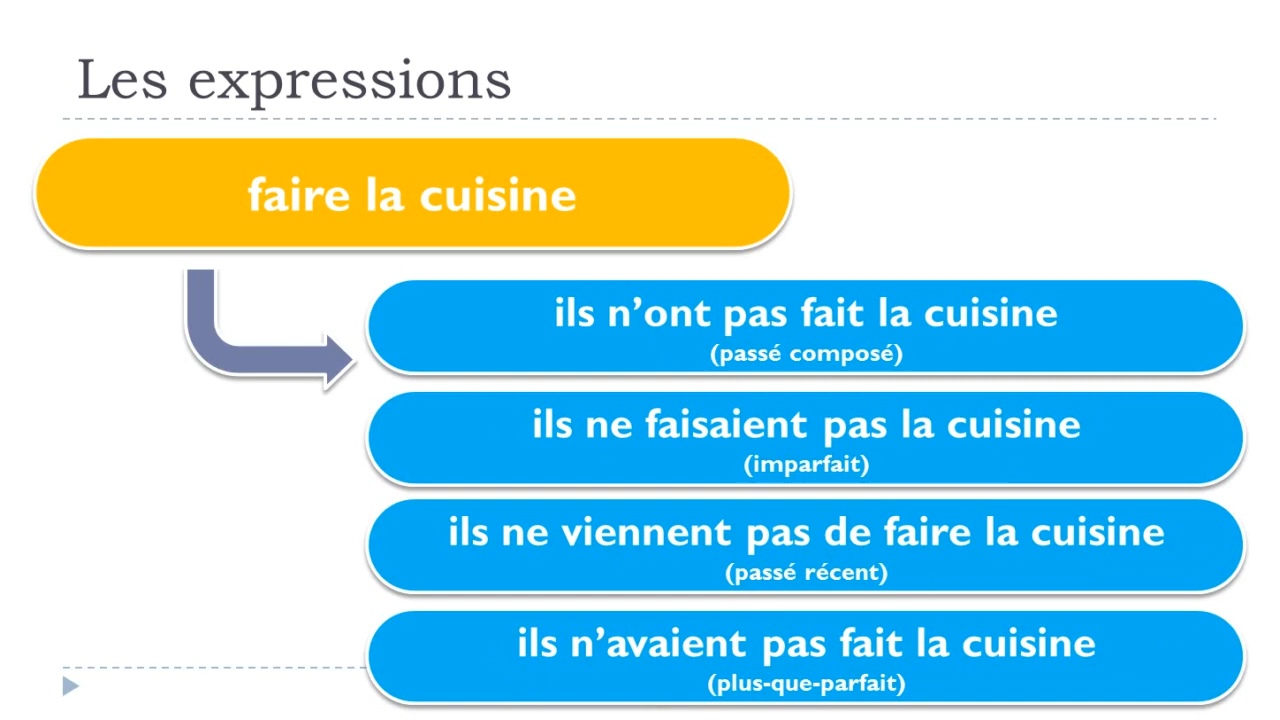 Les expressions
faire la cuisine
ils n’ont pas fait la cuisine
(passé composé)
ils ne faisaient pas la cuisine
(imparfait)
ils ne viennent pas de faire la cuisine
(passé récent)
ils n’avaient pas fait la cuisine
(plus-que-parfait)